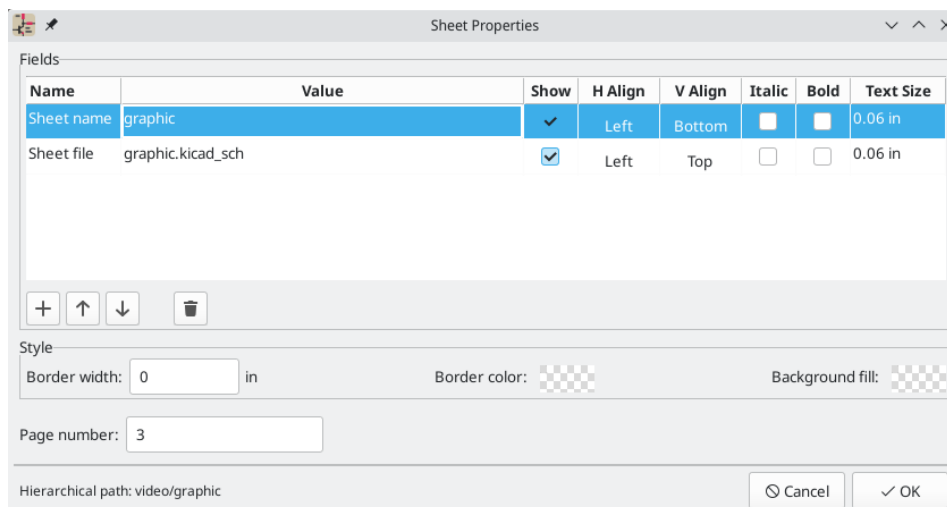 Sheet Properties
Fields
Name Value Show H Align V Align Italic Bold Text Size
Sheet name graphic Left Bottom 0.06 in
Sheet file graphic.kicad_sch Left Top 0.06 in
Style
Border width: 0 in Border color: Background fill:
Page number: 3
Hierarchical path: video/graphic Cancel OK